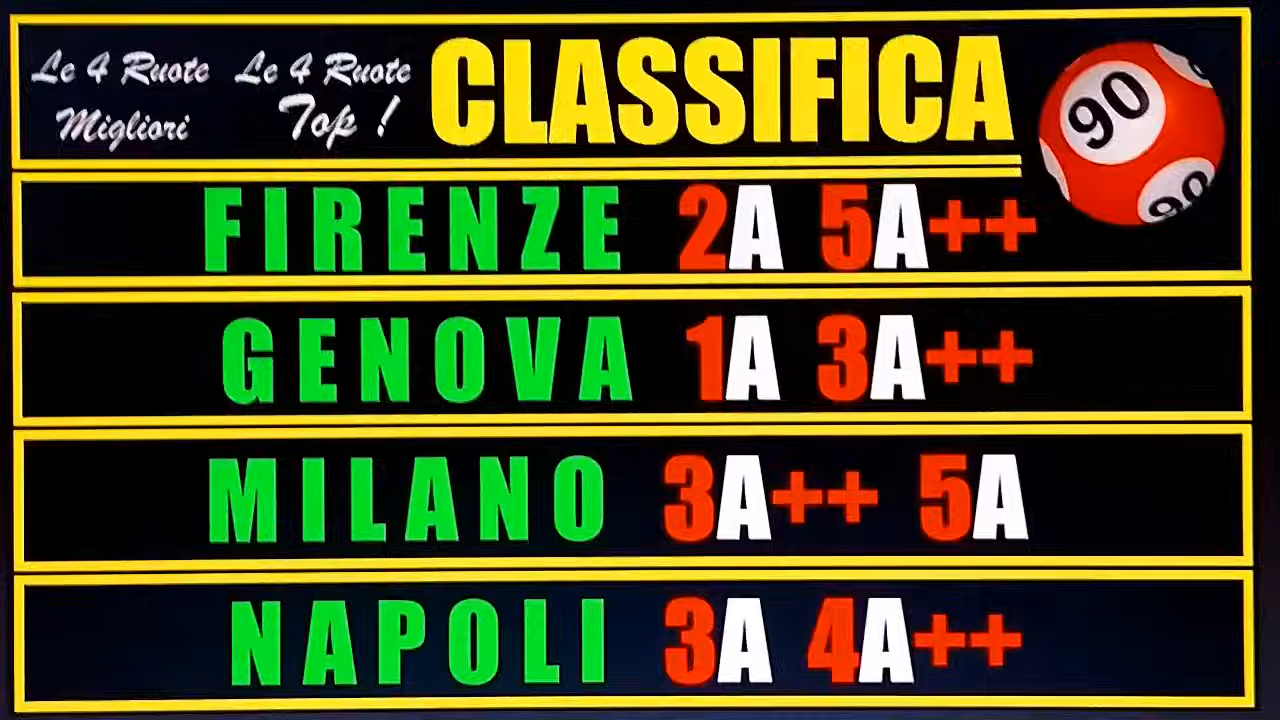 Le 4 Ruote Le 4 Ruote CLASSIFICA
Migliori Top !
90
90
FIRENZE 2A 5A++
GENOVA 1A 3A++
MILANO 3A++ 5A
NAPOLI 3A 4A++